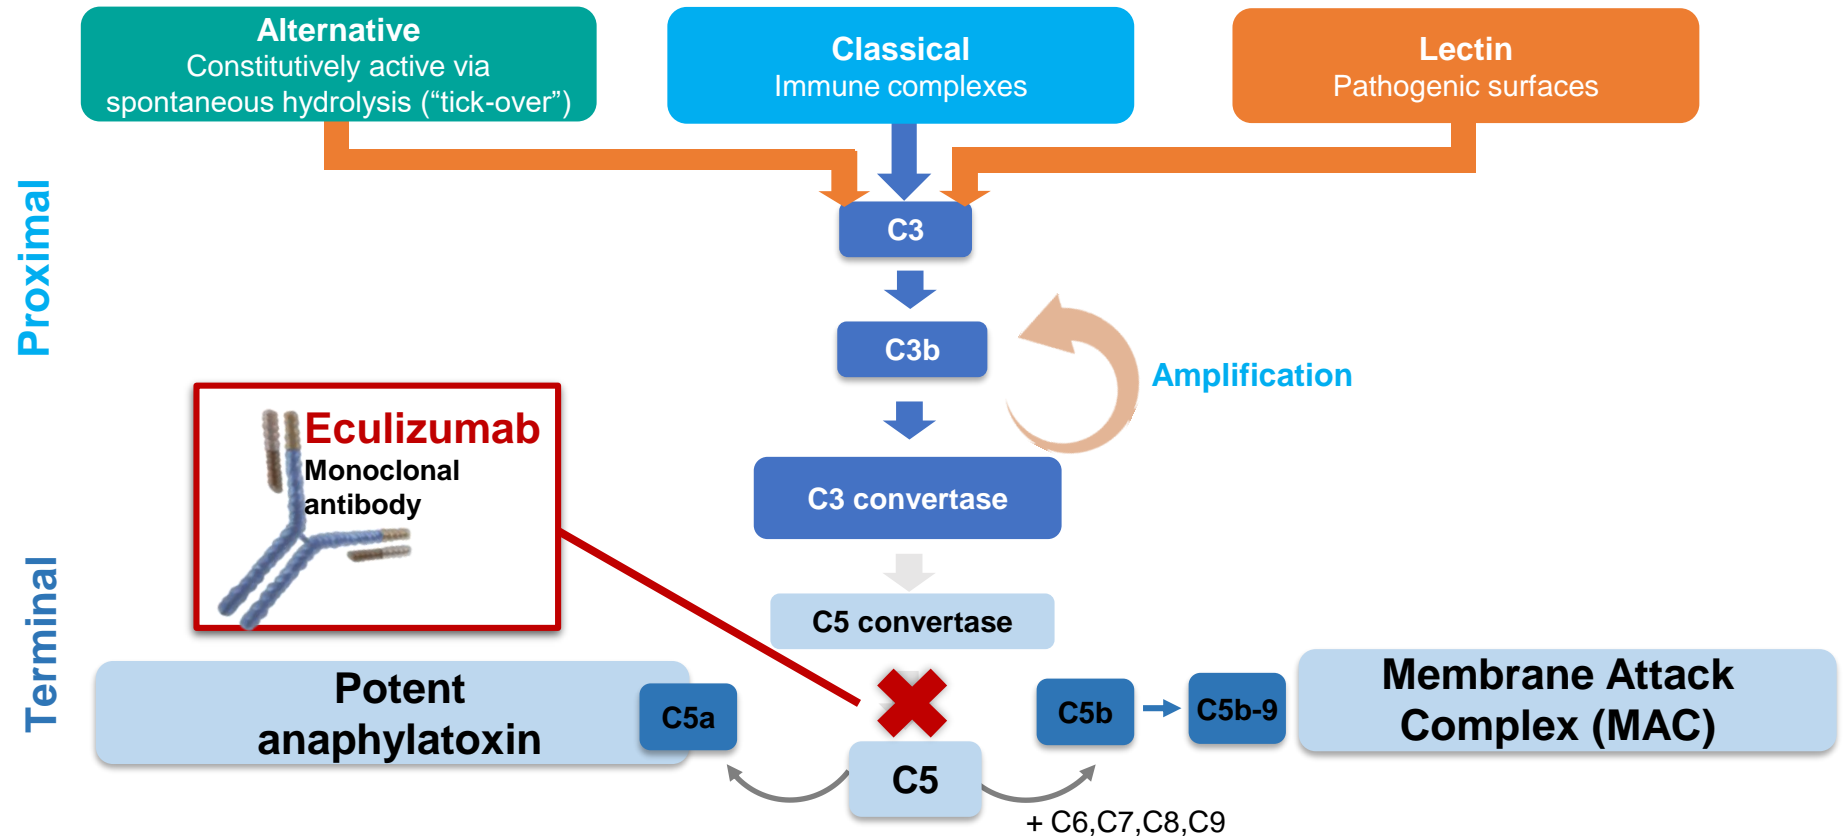 Alternative
Constitutively active via
spontaneous hydrolysis (“tick-over”)
Classical
Immune complexes
Lectin
Pathogenic surfaces
Proximal
C3
C3b
Amplification
Eculizumab
Monoclonal
antibody
C3 convertase
Terminal
C5 convertase
Potent
anaphylatoxin
C5a
C5
C5b
C5b-9
Membrane Attack
Complex (MAC)
+ C6,C7,C8,C9